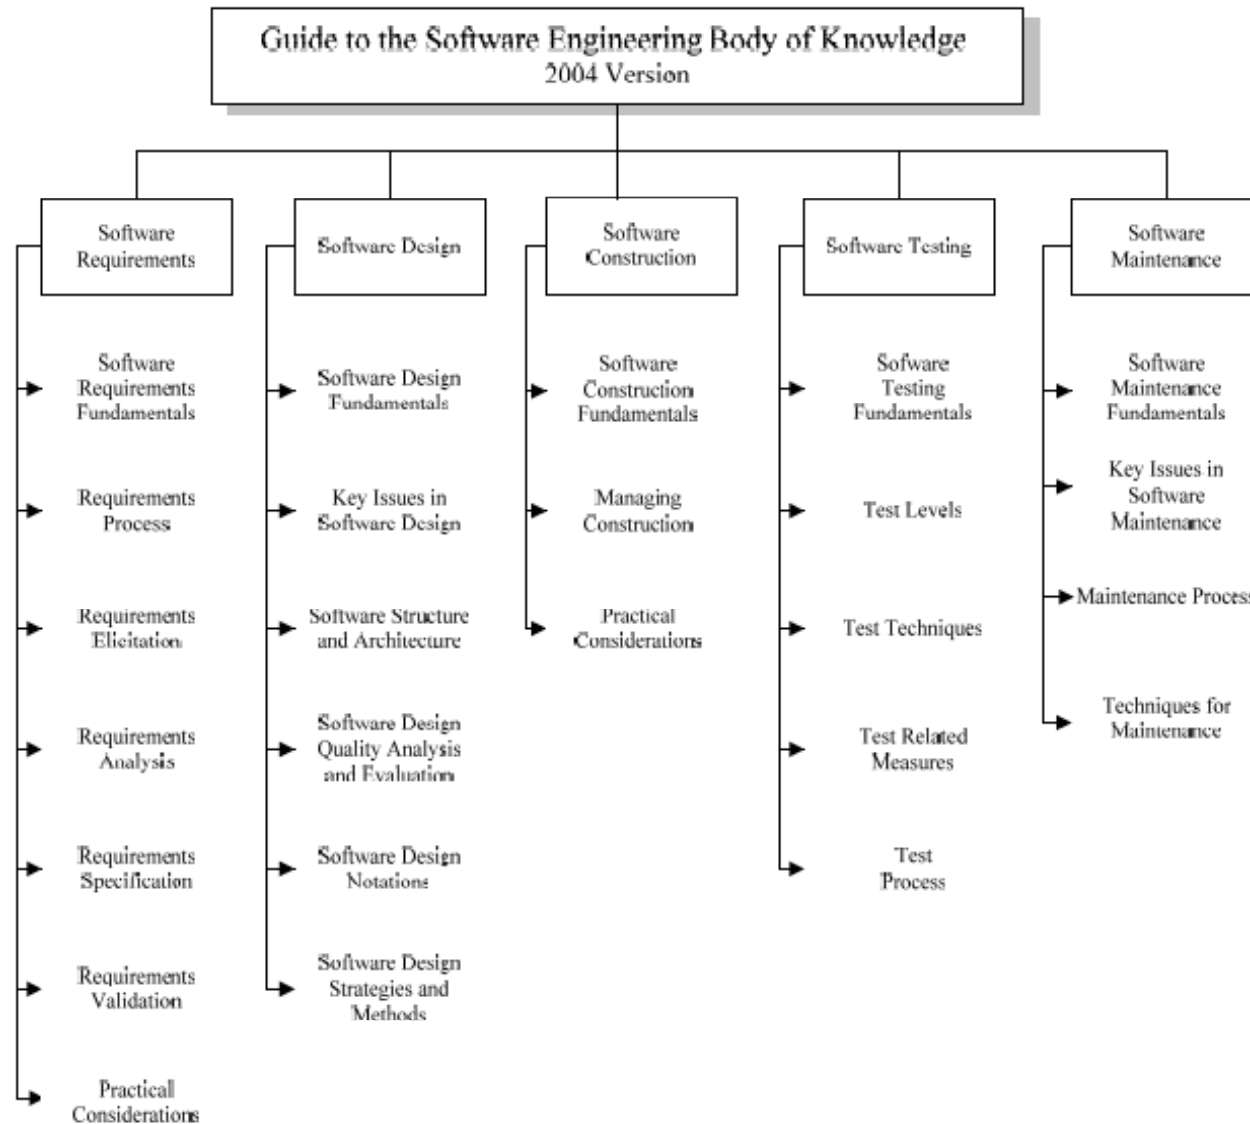 Guide to the Software Engineering Body of Knowledge
2004 Version
Software
Requirements
Software Design
Software
Construction
Software Testing
Software
Maintenance
Software
Requirements
Fundamentals
Requirements
Process
Requirements
Elicitation
Requirements
Analysis
Requirements
Specification
Requirements
Validation
Practical
Considerations
Software Design
Fundamentals
Key Issues in
Software Design
Software Structure
and Architecture
Software Design
Quality Analysis
and Evaluation
Software Design
Notations
Software Design
Strategies and
Methods
Software
Construction
Fundamentals
Managing
Construction
Practical
Considerations
Sofware
Testing
Fundamentals
Test Levels
Test Techniques
Test Related
Measures
Test
Process
Software
Maintenance
Fundamentals
Key Issues in
Software
Maintenance
Maintenance Process
Techniques for
Maintenance